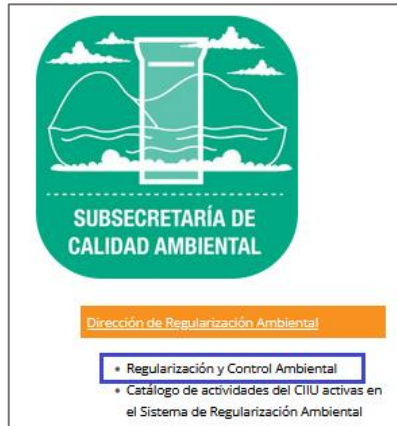 SUBSECRETARÍA DE
CALIDAD AMBIENTAL
Dirección de Regularización Ambiental
• Regularización y Control Ambiental
• Catálogo de actividades del CIIU activas en
el Sistema de Regularización Ambiental